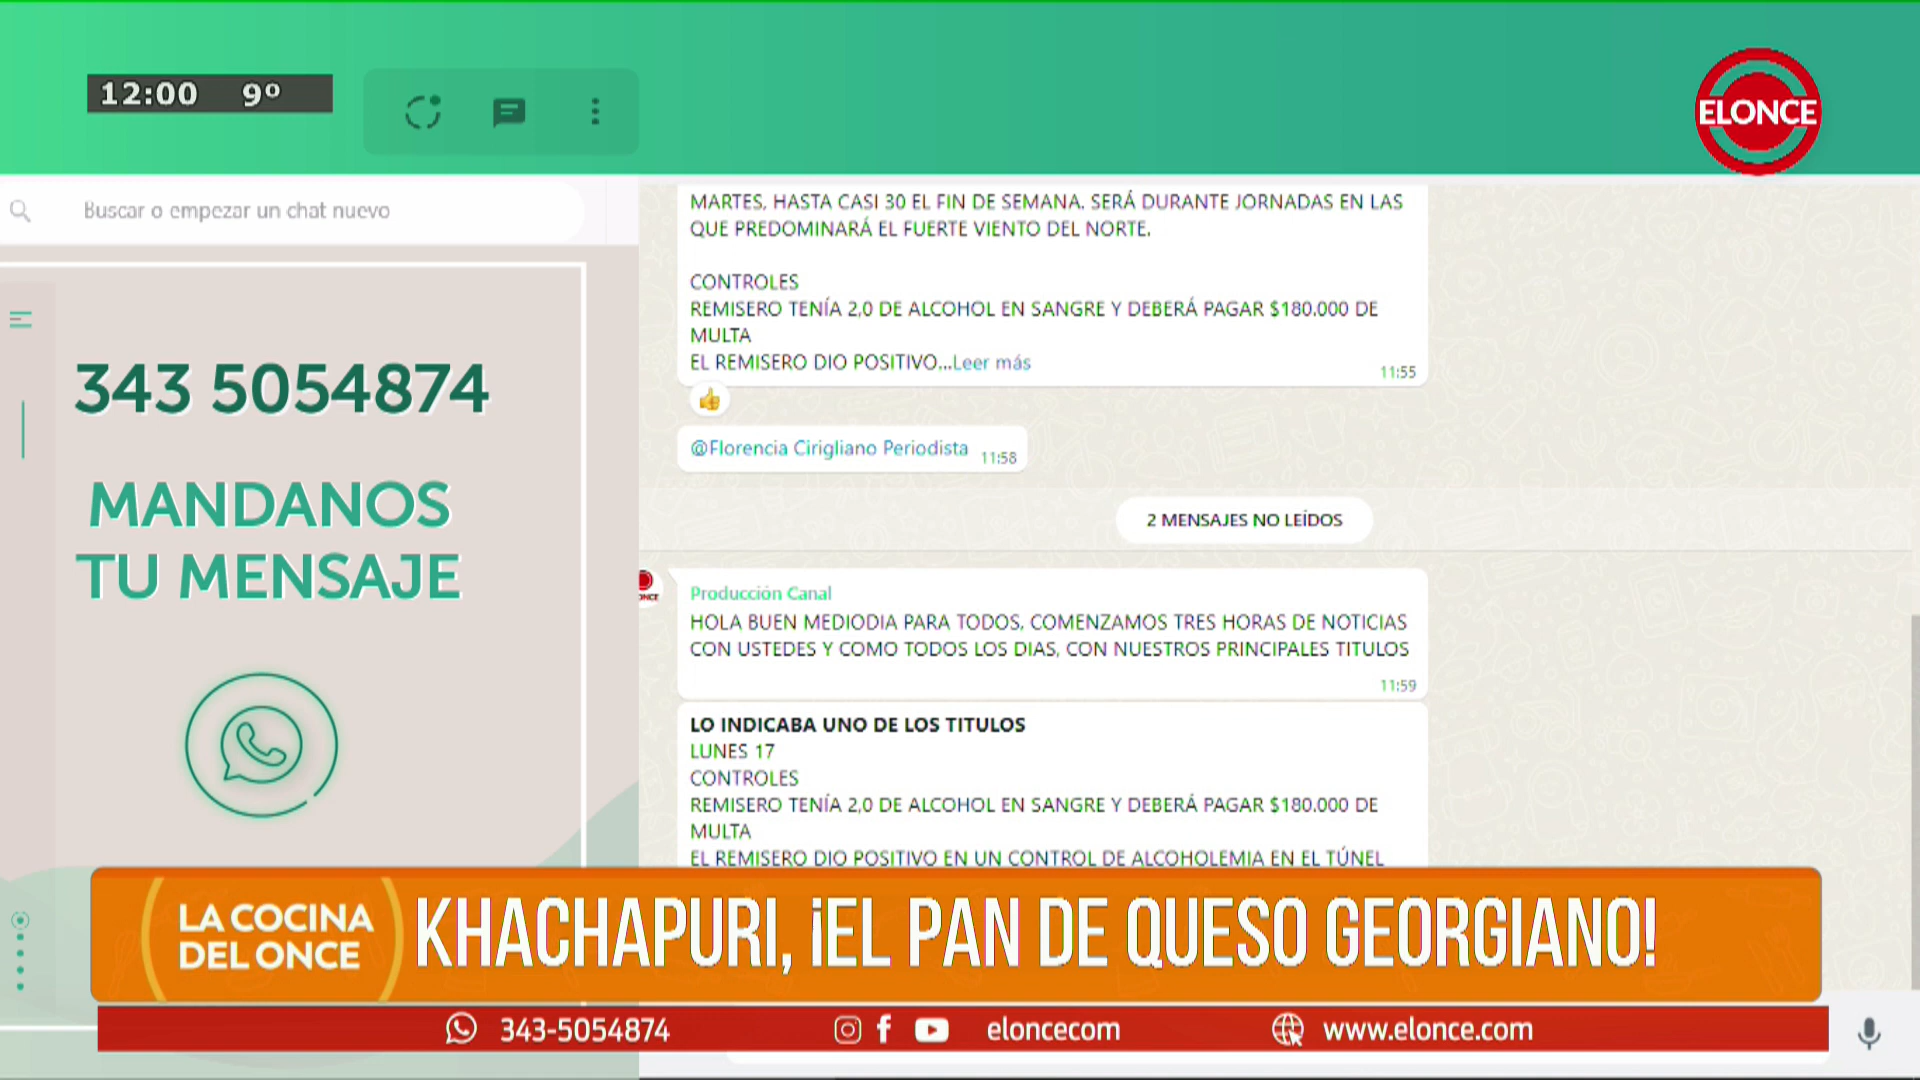 12:00 9º
ELONCE
Buscar o empezar un chat nuevo
343 5054874
MANDANOS
TU MENSAJE
MARTES, HASTA CASI 30 EL FIN DE SEMANA. SERÁ DURANTE JORNADAS EN LAS
QUE PREDOMINARÁ EL FUERTE VIENTO DEL NORTE.
CONTROLES
REMISERO TENÍA 2,0 DE ALCOHOL EN SANGRE Y DEBERÁ PAGAR $180.000 DE
MULTA
EL REMISERO DIO POSITIVO...Leer más
11:55
@Florencia Cirigliano Periodista 11:58
2 MENSAJES NO LEÍDOS
Producción Canal
HOLA BUEN MEDIODIA PARA TODOS, COMENZAMOS TRES HORAS DE NOTICIAS
CON USTEDES Y COMO TODOS LOS DIAS, CON NUESTROS PRINCIPALES TITULOS
11:59
LO INDICABA UNO DE LOS TITULOS
LUNES 17
CONTROLES
REMISERO TENÍA 2,0 DE ALCOHOL EN SANGRE Y DEBERÁ PAGAR $180.000 DE
MULTA
EL REMISERO DIO POSITIVO EN UN CONTROL DE ALCOHOLEMIA EN EL TÚNEL
LA COCINA
DEL ONCE
KHACHAPURI, ¡EL PAN DE QUESO GEORGIANO!
343-5054874 eloncecom www.elonce.com